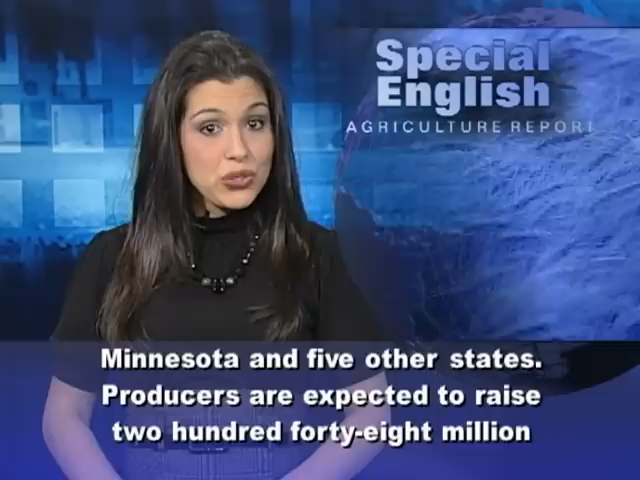 Special
English
AGRICULTURE REPORT
Minnesota and five other states.
Producers are expected to raise
two hundred forty-eight million